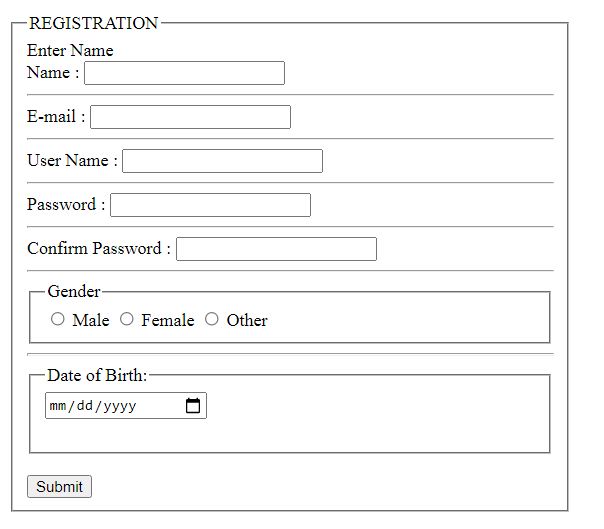 REGISTRATION
Enter Name
Name :
E-mail :
User Name :
Password :
Confirm Password :
Gender
Male Female Other
Date of Birth:
mm/dd/yyyy
Submit